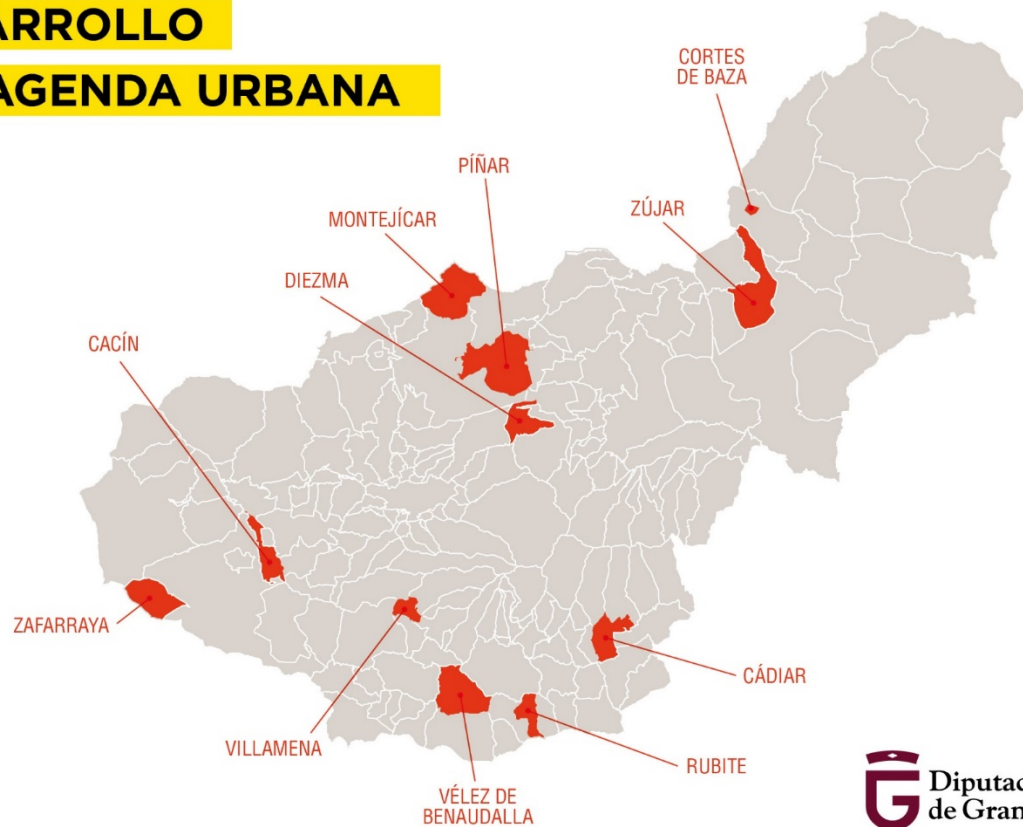 ARROLLO
AGENDA URBANA
CORTES
DE BAZA
PÍÑAR
ZÚJAR
MONTEJÍCAR
DIEZMA
CACÍN
ZAFARRAYA
CÁDIAR
VILLAMENA
RUBITE
VÉLEZ DE
BENAUDALLA
Diputac
de Gran